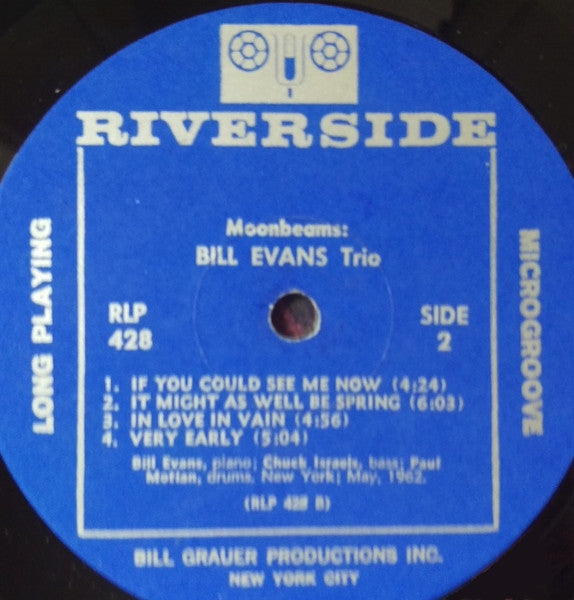 RIVERSIDE
Moonbeams:
BILL EVANS Trio
RLP
428
SIDE
2
LONG PLAYING
MICROGROOVE
1. IF YOU COULD SEE ME NOW (4:24)
2. IT MIGHT AS WELL BE SPRING (6:03)
3. IN LOVE IN VAIN (4:56)
4. VERY EARLY (5:04)
Bill Evans, piano; Chuck Israels, bass; Paul
Motian, drums. New York; May, 1962.
(RLP 428 B)
BILL GRAUER PRODUCTIONS INC.
NEW YORK CITY